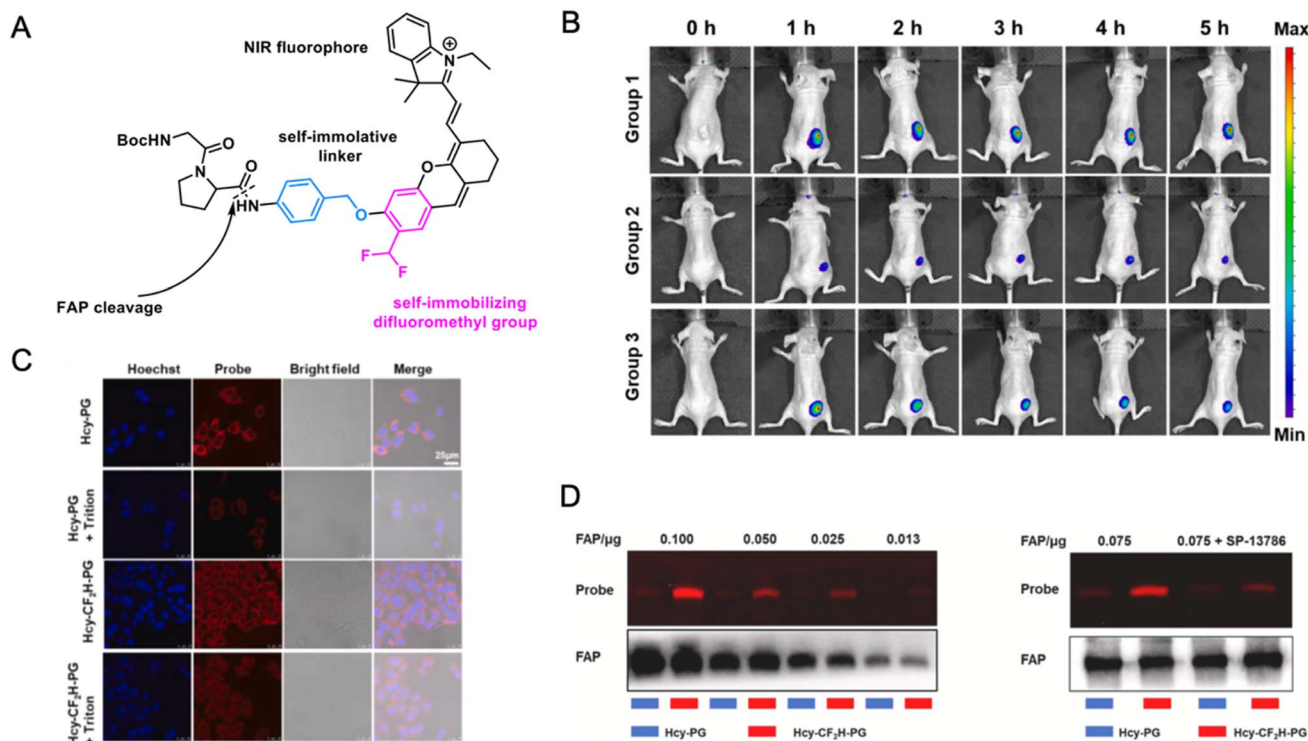 A
NIR fluorophore
N
+
BocHN
O
N
O
HN
self-immolative
linker
O
O
F
F
FAP cleavage
self-immobilizing
difluoromethyl group
B
0 h 1 h 2 h 3 h 4 h 5 h
Max
Group 1
Group 2
Group 3
Min
C
Hoechst Probe Bright field Merge
Hcy-PG
25μm
Hcy-PG
+ Trition
Hcy-CF₂H-PG
Hcy-CF₂H-PG
+ Triton
D
FAP/μg 0.100 0.050 0.025 0.013
Probe
FAP
Hcy-PG Hcy-CF₂H-PG
FAP/μg 0.075 0.075 + SP-13786
Probe
FAP
Hcy-PG Hcy-CF₂H-PG